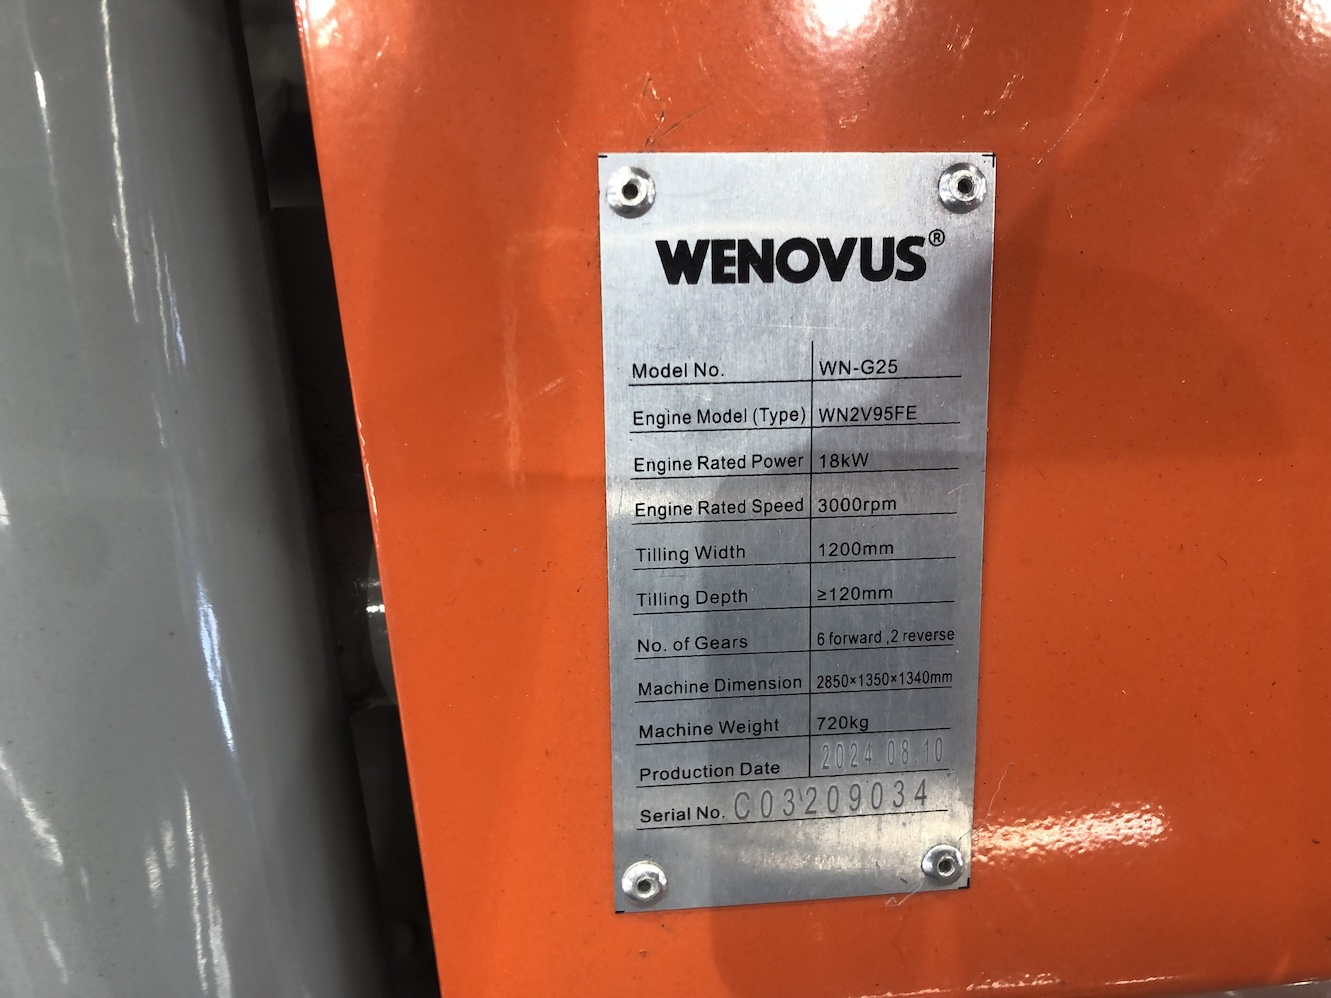 WENOVUS®
Model No. WN-G25
Engine Model (Type) WN2V95FE
Engine Rated Power 18kW
Engine Rated Speed 3000rpm
Tilling Width 1200mm
Tilling Depth ≥120mm
No. of Gears 6 forward ,2 reverse
Machine Dimension 2850×1350×1340mm
Machine Weight 720kg
Production Date 2024 08.10
Serial No. C03209034